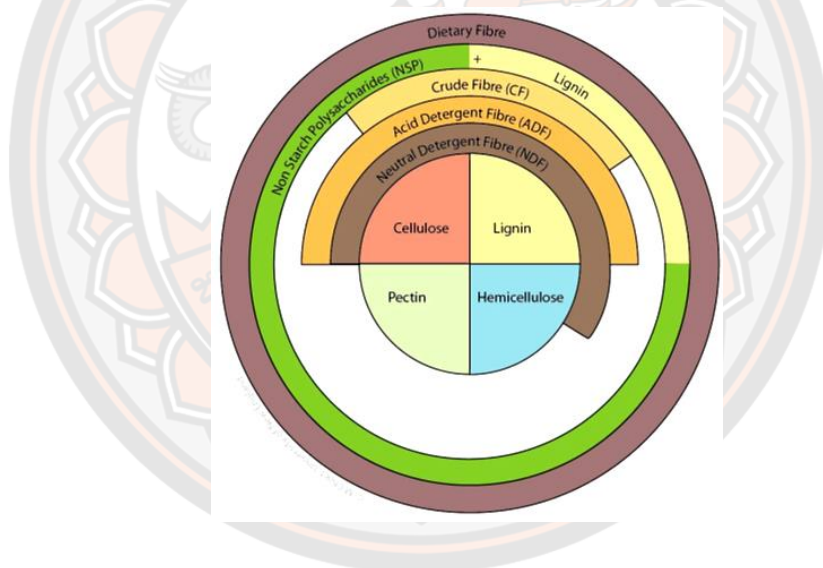 Dietary Fibre
Non Starch Polysaccharides (NSP)
+
Lignin
Crude Fibre (CF)
Acid Detergent Fibre (ADF)
Neutral Detergent Fibre (NDF)
Cellulose
Lignin
Pectin
Hemicellulose